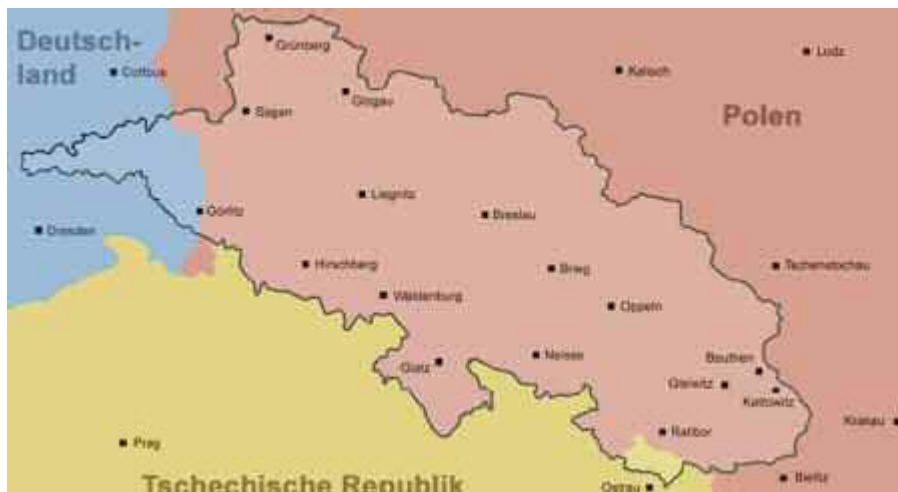 Deutsch-
land
Cottbus
Grünberg
Sagan
Glogau
Kalisch
Lodz
Polen
Görlitz
Liegnitz
Breslau
Dresden
Hirschberg
Waldenburg
Brieg
Tschenstochau
Oppeln
Glatz
Neisse
Beuthen
Gleiwitz
Kattowitz
Ratibor
Krakau
Prag
Tschechische Republik
Ostrau
Bielitz